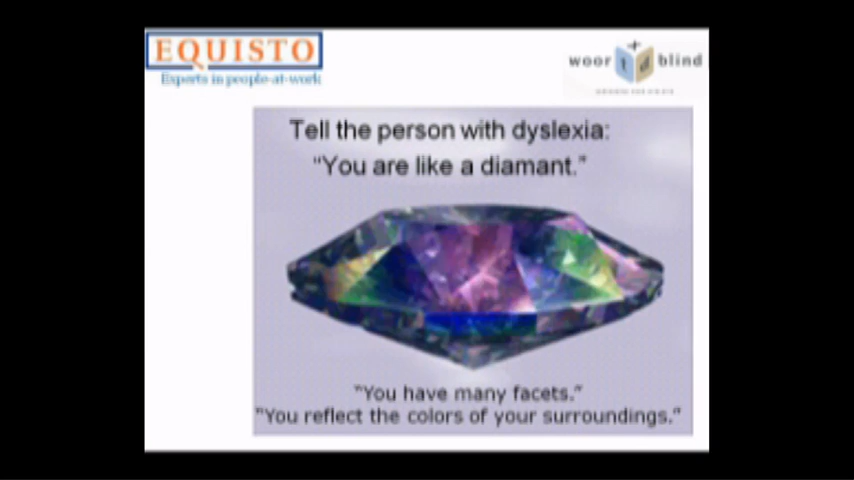 EQUISTO
Experts in people-at-work
woor td blind
Tell the person with dyslexia:
"You are like a diamant."
"You have many facets."
"You reflect the colors of your surroundings."